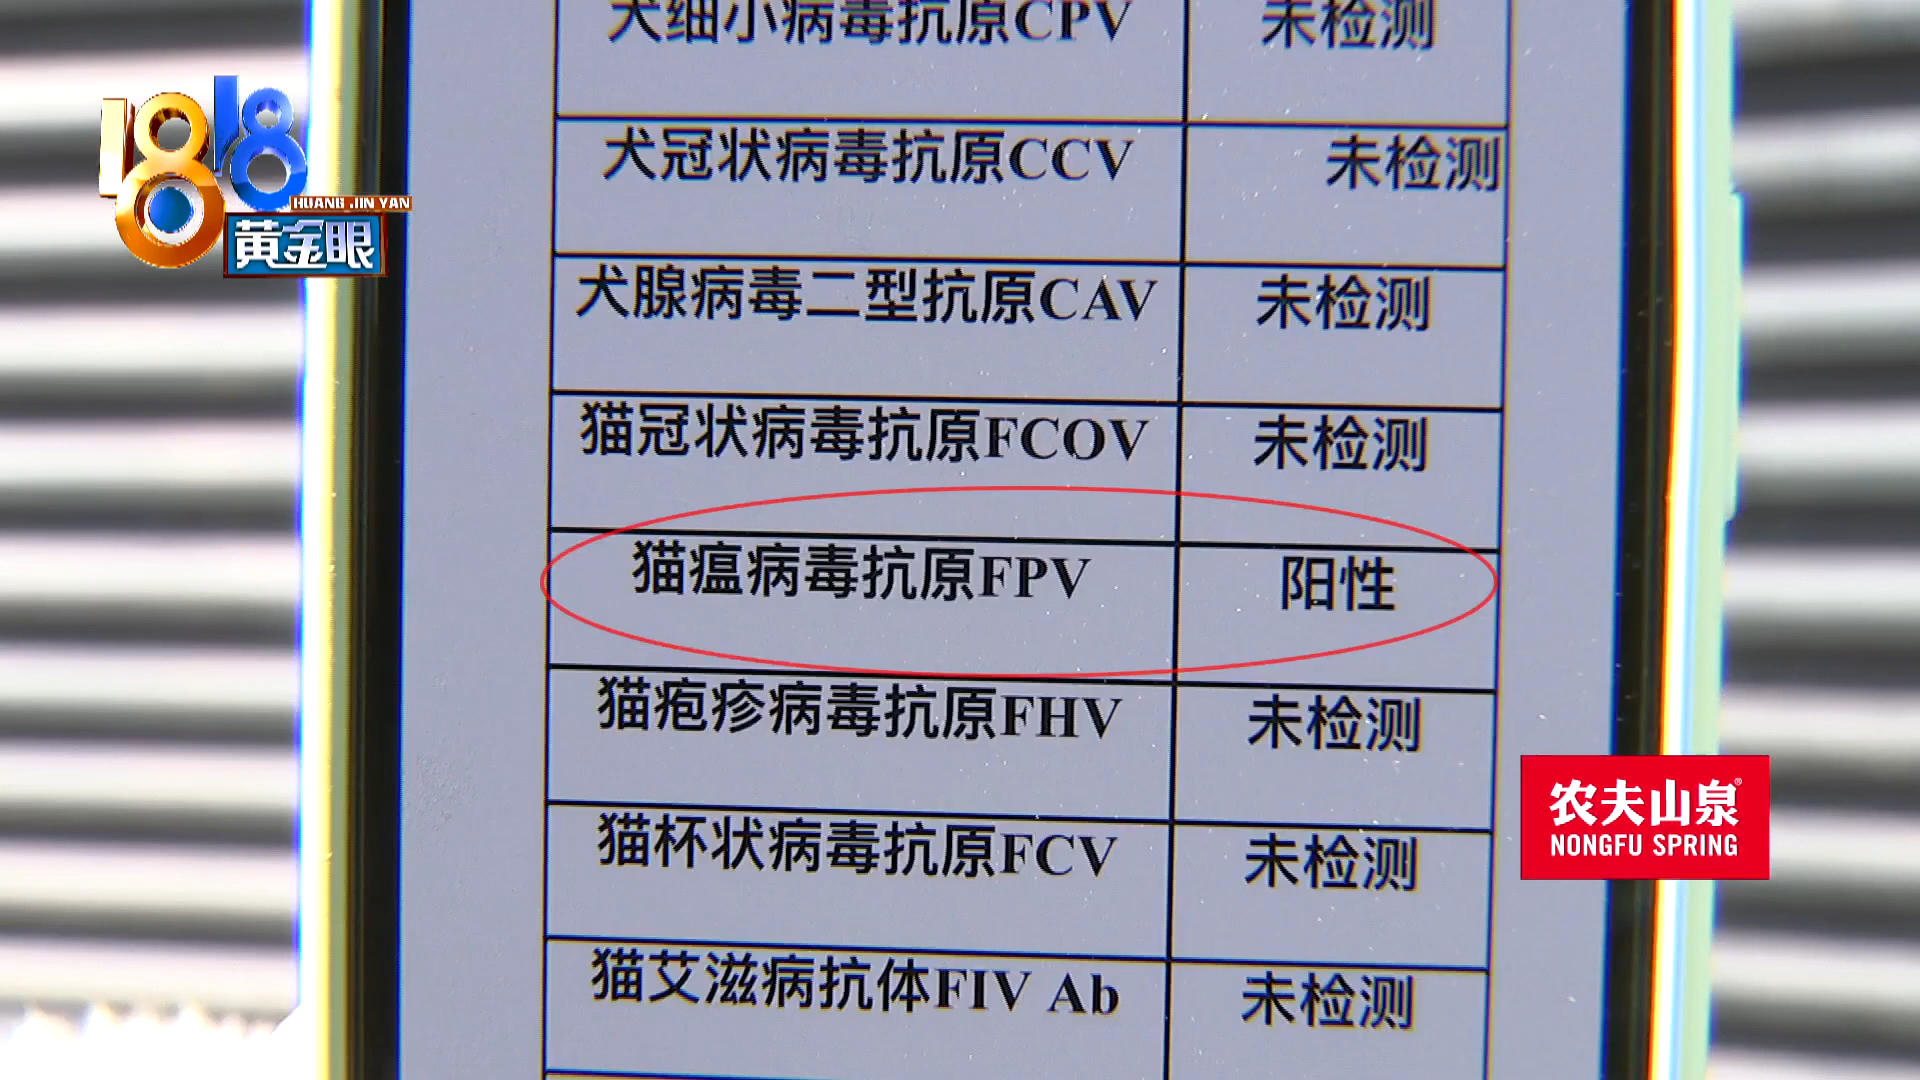 犬细小病毒抗原CPV 未检测
1818
HUANG JIN YAN
黄金眼
犬冠状病毒抗原CCV 未检测
犬腺病毒二型抗原CAV 未检测
猫冠状病毒抗原FCOV 未检测
猫瘟病毒抗原FPV 阳性
猫疱疹病毒抗原FHV 未检测
农夫山泉®
NONGFU SPRING
猫杯状病毒抗原FCV 未检测
猫艾滋病抗体FIV Ab 未检测